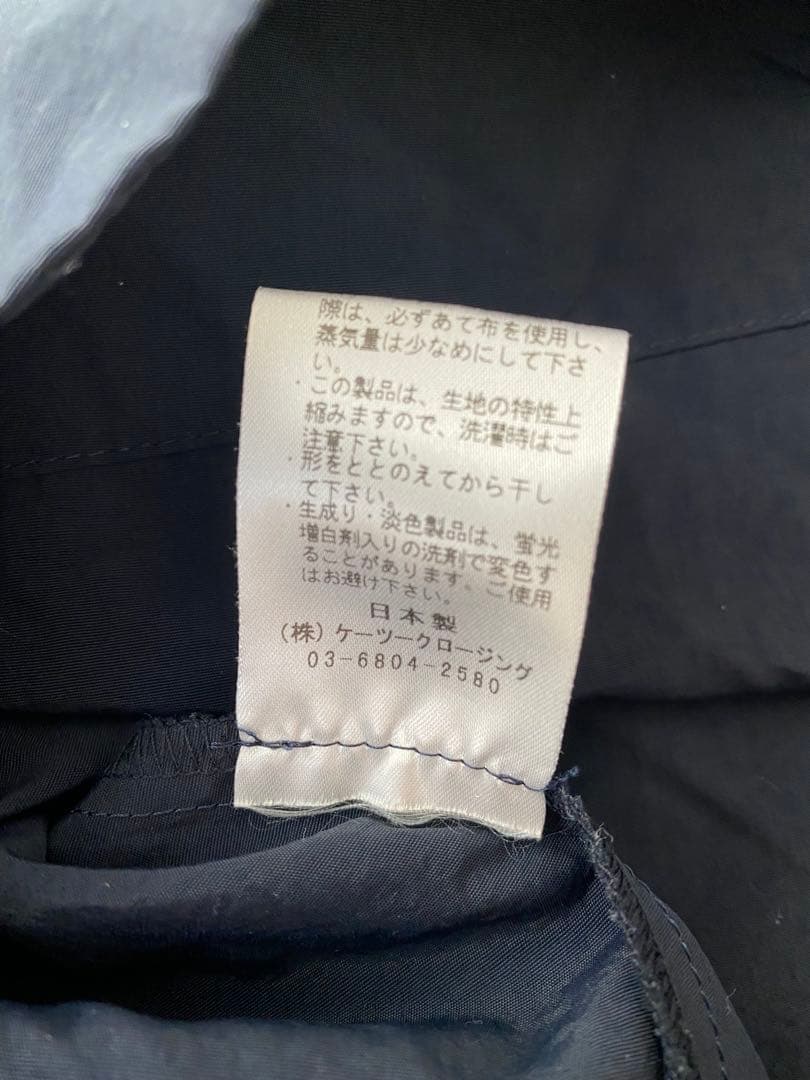 際は、必ずあて布を使用し、
蒸気量は少なめにして下さ
い。
・この製品は、生地の特性上
縮みますので、洗濯時はご
注意下さい。
・形をととのえてから干し
て下さい。
・生成り・淡色製品は、蛍光
増白剤入りの洗剤で変色す
ることがあります。ご使用
はお避け下さい。
日本製
(株)ケーツークロージング
03-6804-2580